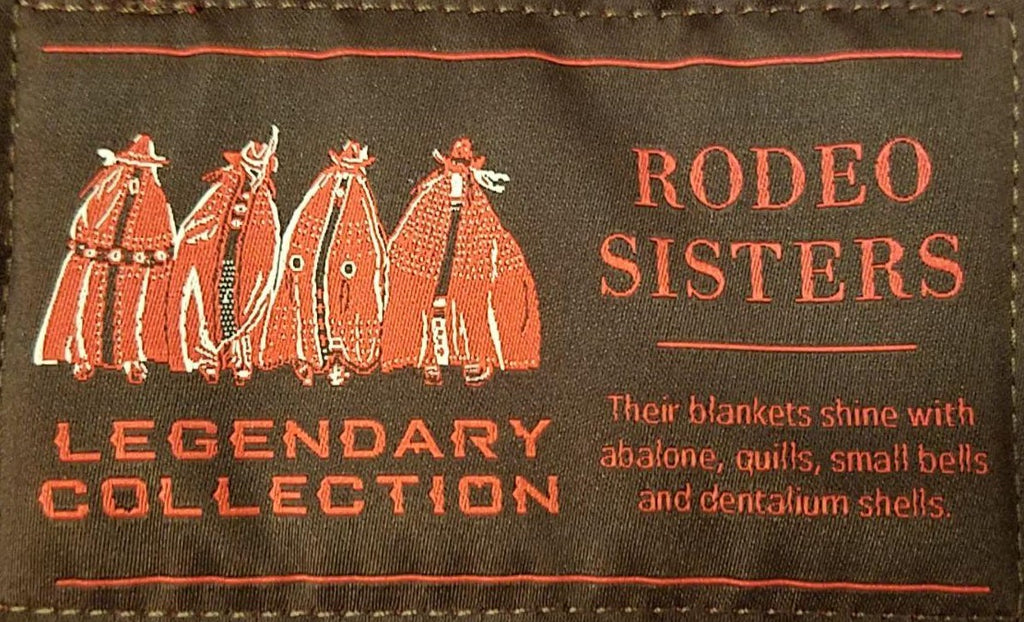 LEGENDARY
COLLECTION
RODEO
SISTERS
Their blankets shine with
abalone, quills, small bells
and dentalium shells.